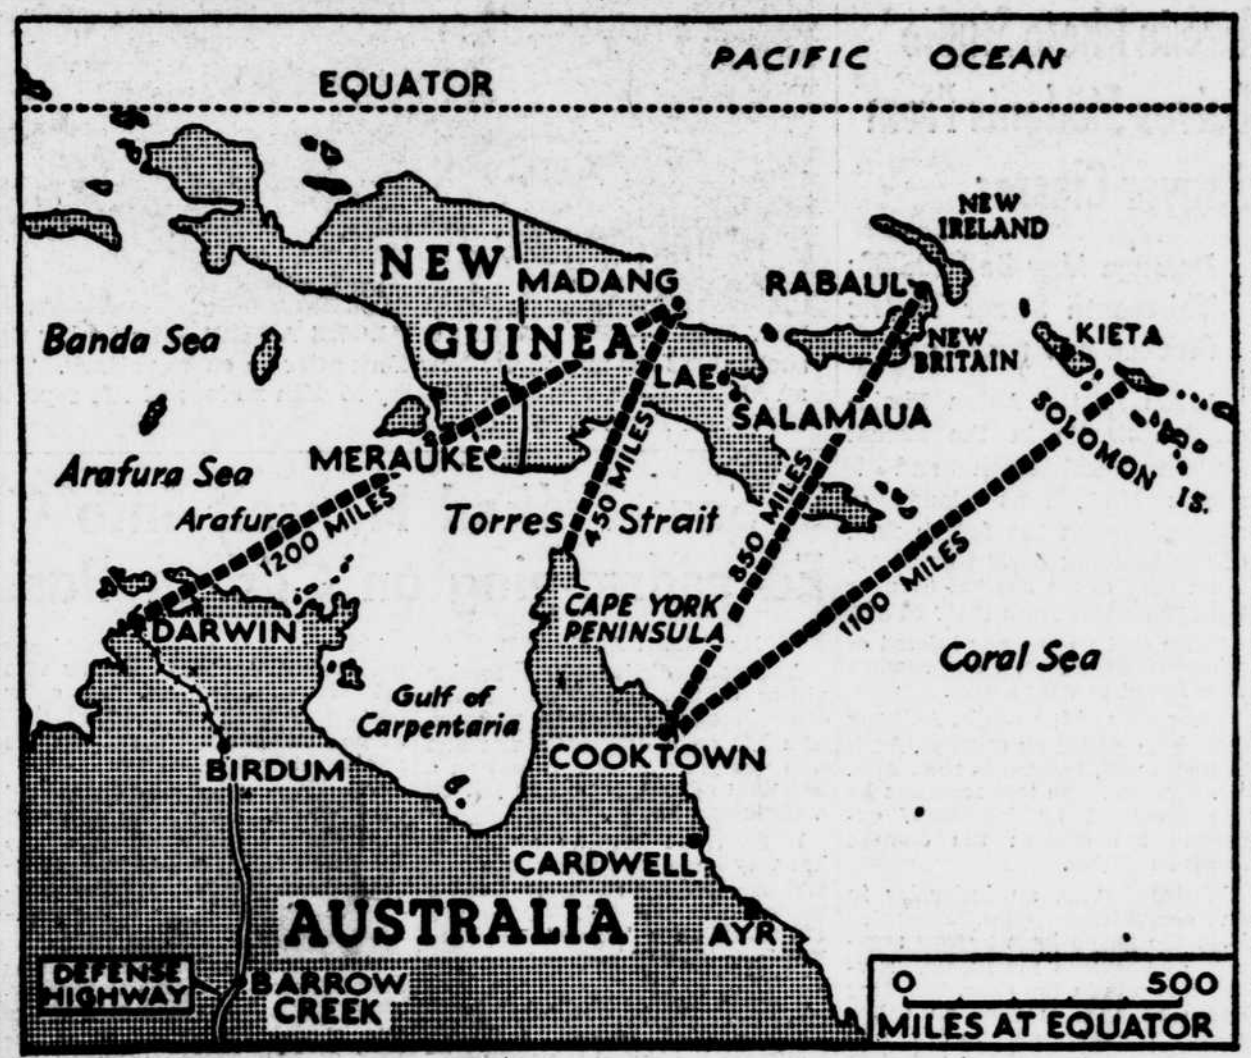 PACIFIC OCEAN
EQUATOR
NEW
IRELAND
NEW
MADANG
RABAUL
Banda Sea
GUINEA
NEW
BRITAIN
KIETA
LAE
SALAMAUA
SOLOMON IS.
MERAUKE
Arafura Sea
Arafura
1200 MILES
Torres Strait
450 MILES
850 MILES
1100 MILES
CAPE YORK
PENINSULA
DARWIN
Coral Sea
Gulf of
Carpentaria
COOKTOWN
BIRDUM
CARDWELL
AUSTRALIA
AYR
DEFENSE
HIGHWAY
BARROW
CREEK
0 500
MILES AT EQUATOR